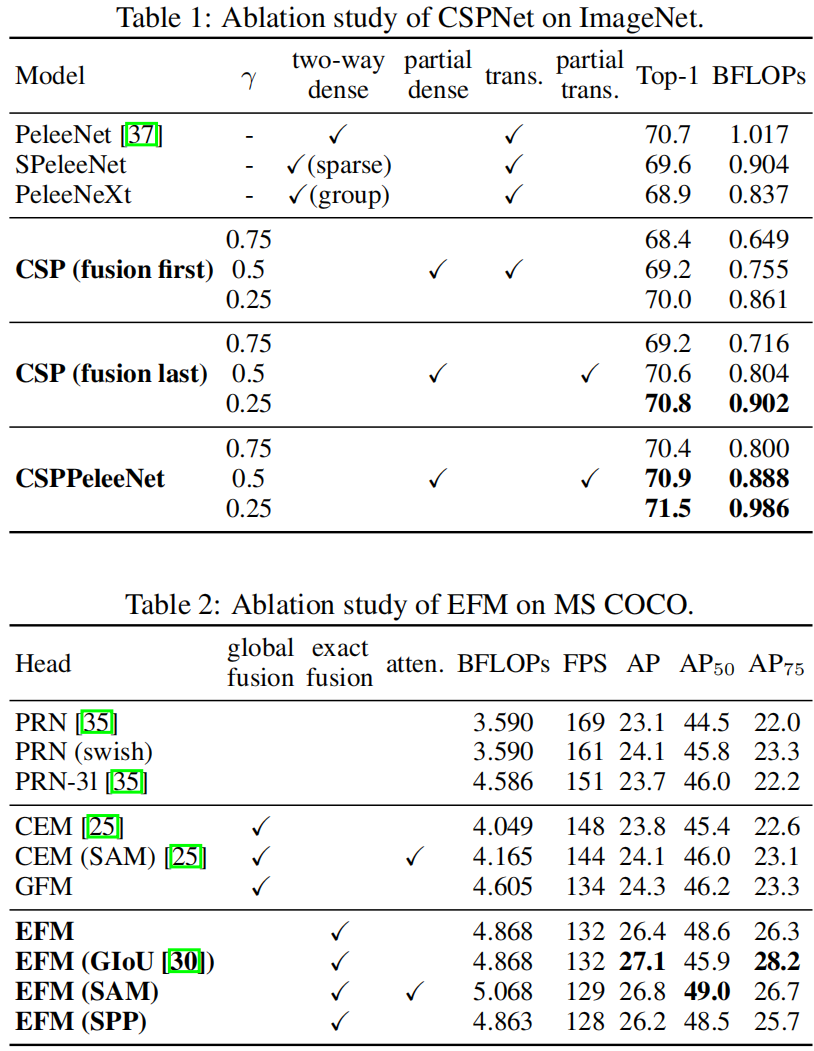 Table 1: Ablation study of CSPNet on ImageNet.
Model γ two-way dense partial dense trans. partial trans. Top-1 BFLOPs
PeleeNet [37] - ✓ ✓ 70.7 1.017
SPeleeNet - ✓(sparse) ✓ 69.6 0.904
PeleeNeXt - ✓(group) ✓ 68.9 0.837
0.75 68.4 0.649
CSP (fusion first) 0.5 ✓ ✓ 69.2 0.755
0.25 70.0 0.861
0.75 69.2 0.716
CSP (fusion last) 0.5 ✓ ✓ 70.6 0.804
0.25 70.8 0.902
0.75 70.4 0.800
CSPPeleeNet 0.5 ✓ ✓ 70.9 0.888
0.25 71.5 0.986
Table 2: Ablation study of EFM on MS COCO.
Head global fusion exact fusion atten. BFLOPs FPS AP AP50 AP75
PRN [35] 3.590 169 23.1 44.5 22.0
PRN (swish) 3.590 161 24.1 45.8 23.3
PRN-3l [35] 4.586 151 23.7 46.0 22.2
CEM [25] ✓ 4.049 148 23.8 45.4 22.6
CEM (SAM) [25] ✓ ✓ 4.165 144 24.1 46.0 23.1
GFM ✓ 4.605 134 24.3 46.2 23.3
EFM ✓ 4.868 132 26.4 48.6 26.3
EFM (GIoU [30]) ✓ 4.868 132 27.1 45.9 28.2
EFM (SAM) ✓ ✓ 5.068 129 26.8 49.0 26.7
EFM (SPP) ✓ 4.863 128 26.2 48.5 25.7